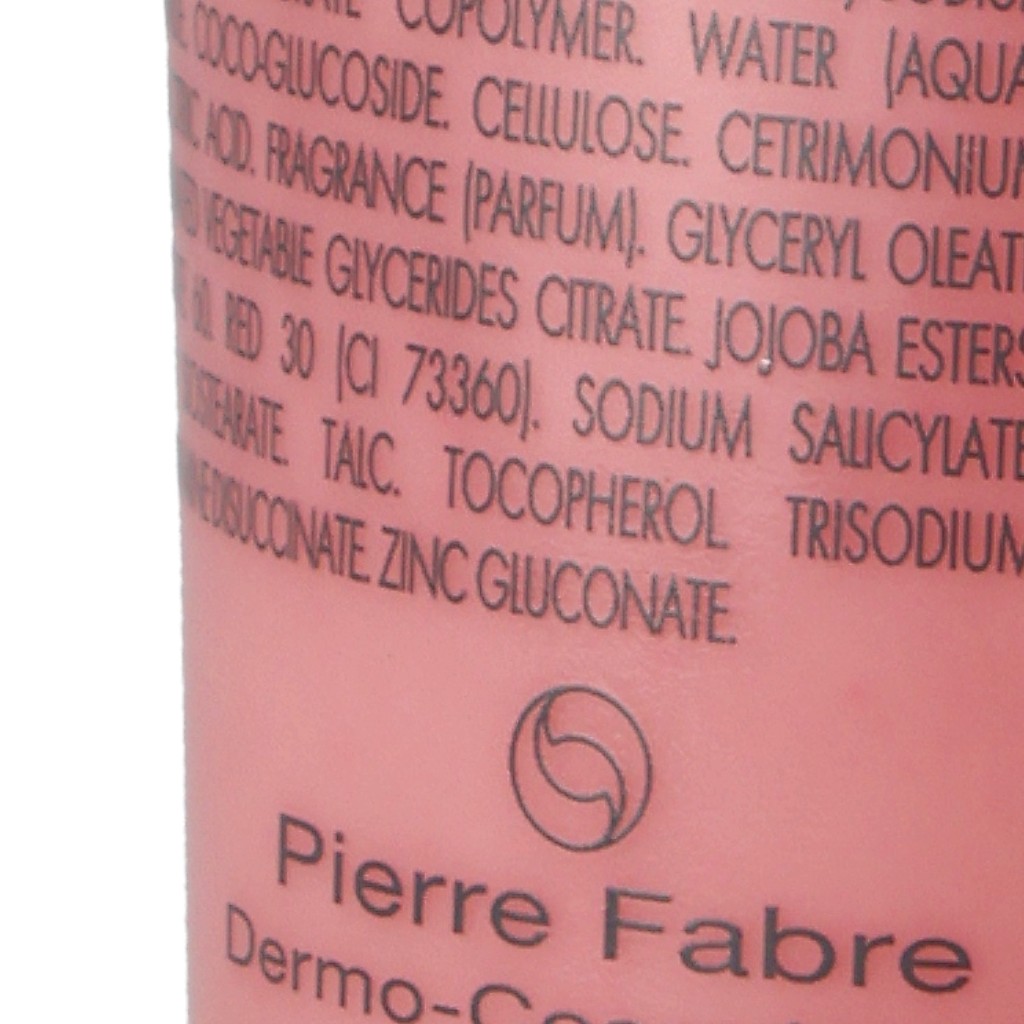 COPOLYMER. WATER (AQUA
COCO-GLUCOSIDE. CELLULOSE. CETRIMONIUM
ACID. FRAGRANCE (PARFUM). GLYCERYL OLEAT
VEGETABLE GLYCERIDES CITRATE. JOJOBA ESTERS
60. RED 30 (CI 73360). SODIUM SALICYLATE
TALC. TOCOPHEROL. TRISODIUM
ZINC GLUCONATE.
Pierre Fabre